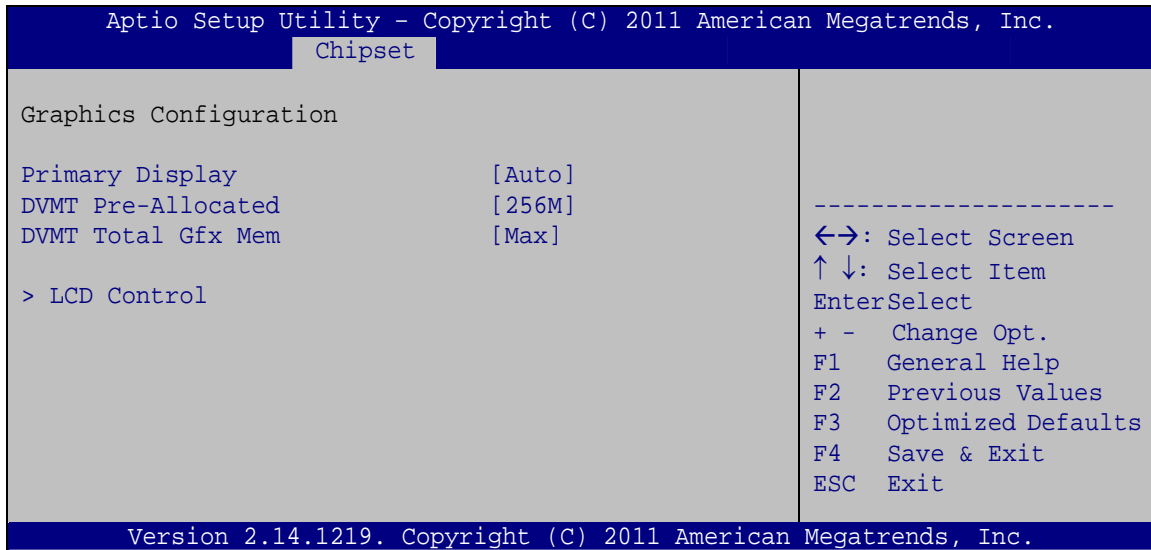 Aptio Setup Utility – Copyright (C) 2011 American Megatrends, Inc.
Chipset
Graphics Configuration
Primary Display [Auto]
DVMT Pre-Allocated [256M]
DVMT Total Gfx Mem [Max]
> LCD Control
---------------------
←→: Select Screen
↑ ↓: Select Item
EnterSelect
+ - Change Opt.
F1 General Help
F2 Previous Values
F3 Optimized Defaults
F4 Save & Exit
ESC Exit
Version 2.14.1219. Copyright (C) 2011 American Megatrends, Inc.